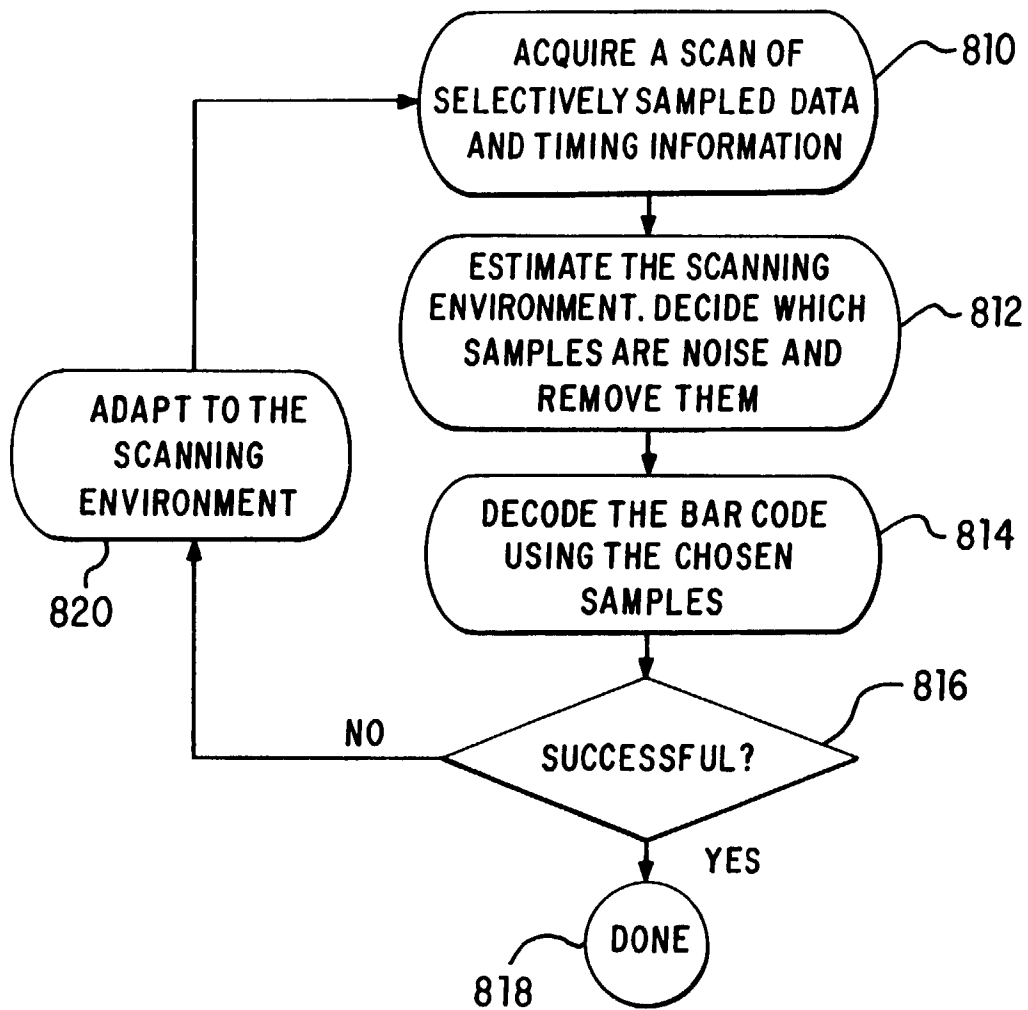 ACQUIRE A SCAN OF
SELECTIVELY SAMPLED DATA
AND TIMING INFORMATION
810
ESTIMATE THE SCANNING
ENVIRONMENT. DECIDE WHICH
SAMPLES ARE NOISE AND
REMOVE THEM
812
DECODE THE BAR CODE
USING THE CHOSEN
SAMPLES
814
SUCCESSFUL?
816
NO
ADAPT TO THE
SCANNING
ENVIRONMENT
820
YES
DONE
818